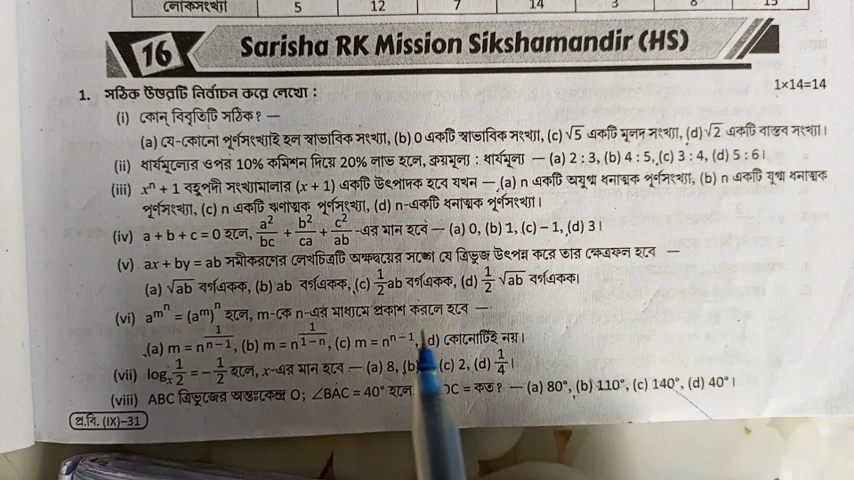 লোকসংখ্যা 5 12 7 14 3 8 15
16 Sarisha RK Mission Sikshamandir (HS)
1. সঠিক উত্তরটি নির্বাচন করে লেখো : 1×14=14
(i) কোন্ বিবৃতিটি সঠিক? —
(a) যে-কোনো পূর্ণসংখ্যাই হল স্বাভাবিক সংখ্যা, (b) 0 একটি স্বাভাবিক সংখ্যা, (c) √5 একটি মূলদ সংখ্যা, (d) √2 একটি বাস্তব সংখ্যা।
(ii) ধার্যমূল্যের ওপর 10% কমিশন দিয়ে 20% লাভ হলে, ক্রয়মূল্য : ধার্যমূল্য — (a) 2 : 3, (b) 4 : 5, (c) 3 : 4, (d) 5 : 6।
(iii) xⁿ + 1 বহুপদী সংখ্যামালার (x + 1) একটি উৎপাদক হবে যখন — (a) n একটি অযুগ্ম ধনাত্মক পূর্ণসংখ্যা, (b) n একটি যুগ্ম ধনাত্মক
পূর্ণসংখ্যা, (c) n একটি ঋণাত্মক পূর্ণসংখ্যা, (d) n-একটি ধনাত্মক পূর্ণসংখ্যা।
(iv) a + b + c = 0 হলে, a²/bc + b²/ca + c²/ab -এর মান হবে — (a) 0, (b) 1, (c) – 1, (d) 3।
(v) ax + by = ab সমীকরণের লেখচিত্রটি অক্ষদ্বয়ের সঙ্গে যে ত্রিভুজ উৎপন্ন করে তার ক্ষেত্রফল হবে —
(a) √ab বর্গএকক, (b) ab বর্গএকক, (c) 1/2 ab বর্গএকক, (d) 1/2 √ab বর্গএকক।
(vi) a^(m^n) = (a^m)^n হলে, m-কে n-এর মাধ্যমে প্রকাশ করলে হবে —
(a) m = n^(1/(n–1)), (b) m = n^(1/(1–n)), (c) m = n^(n–1), (d) কোনোটিই নয়।
(vii) logₓ 1/2 = – 1/2 হলে, x-এর মান হবে — (a) 8, (b) (c) 2, (d) 1/4।
(viii) ABC ত্রিভুজের অন্তঃকেন্দ্র O; ∠BAC = 40° হলে OC = কত? — (a) 80°, (b) 110°, (c) 140°, (d) 40°।
প্র.বি. (IX)–31